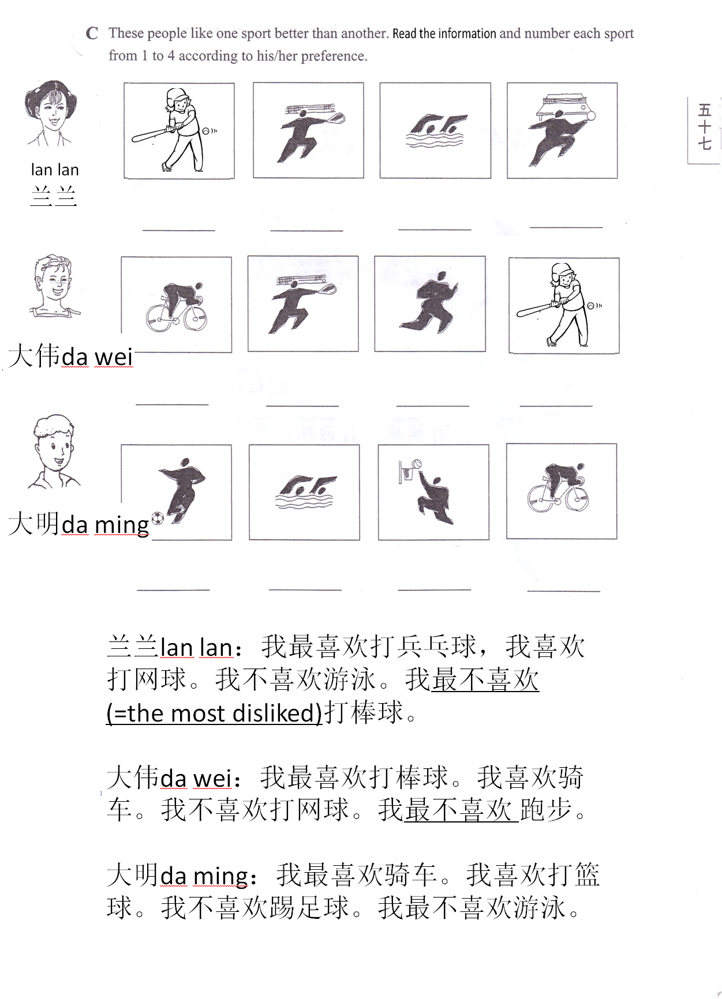 C These people like one sport better than another. Read the information and number each sport
from 1 to 4 according to his/her preference.
五十七
lan lan
兰兰
大伟da wei
大明da ming
兰兰lan lan：我最喜欢打兵乓球，我喜欢
打网球。我不喜欢游泳。我最不喜欢
(=the most disliked)打棒球。
大伟da wei：我最喜欢打棒球。我喜欢骑
车。我不喜欢打网球。我最不喜欢 跑步。
大明da ming：我最喜欢骑车。我喜欢打篮
球。我不喜欢踢足球。我最不喜欢游泳。